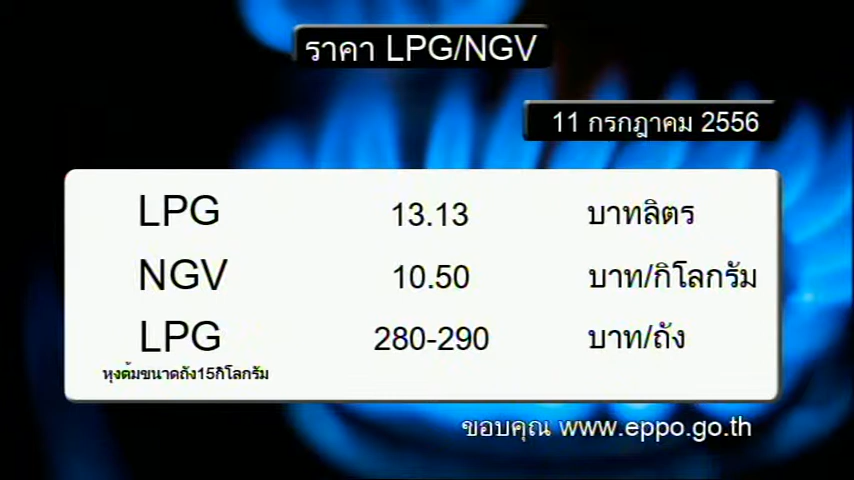 ราคา LPG/NGV
11 กรกฎาคม 2556
LPG 13.13 บาทลิตร
NGV 10.50 บาท/กิโลกรัม
LPG 280-290 บาท/ถัง
หุงต้มขนาดถัง15กิโลกรัม
ขอบคุณ www.eppo.go.th